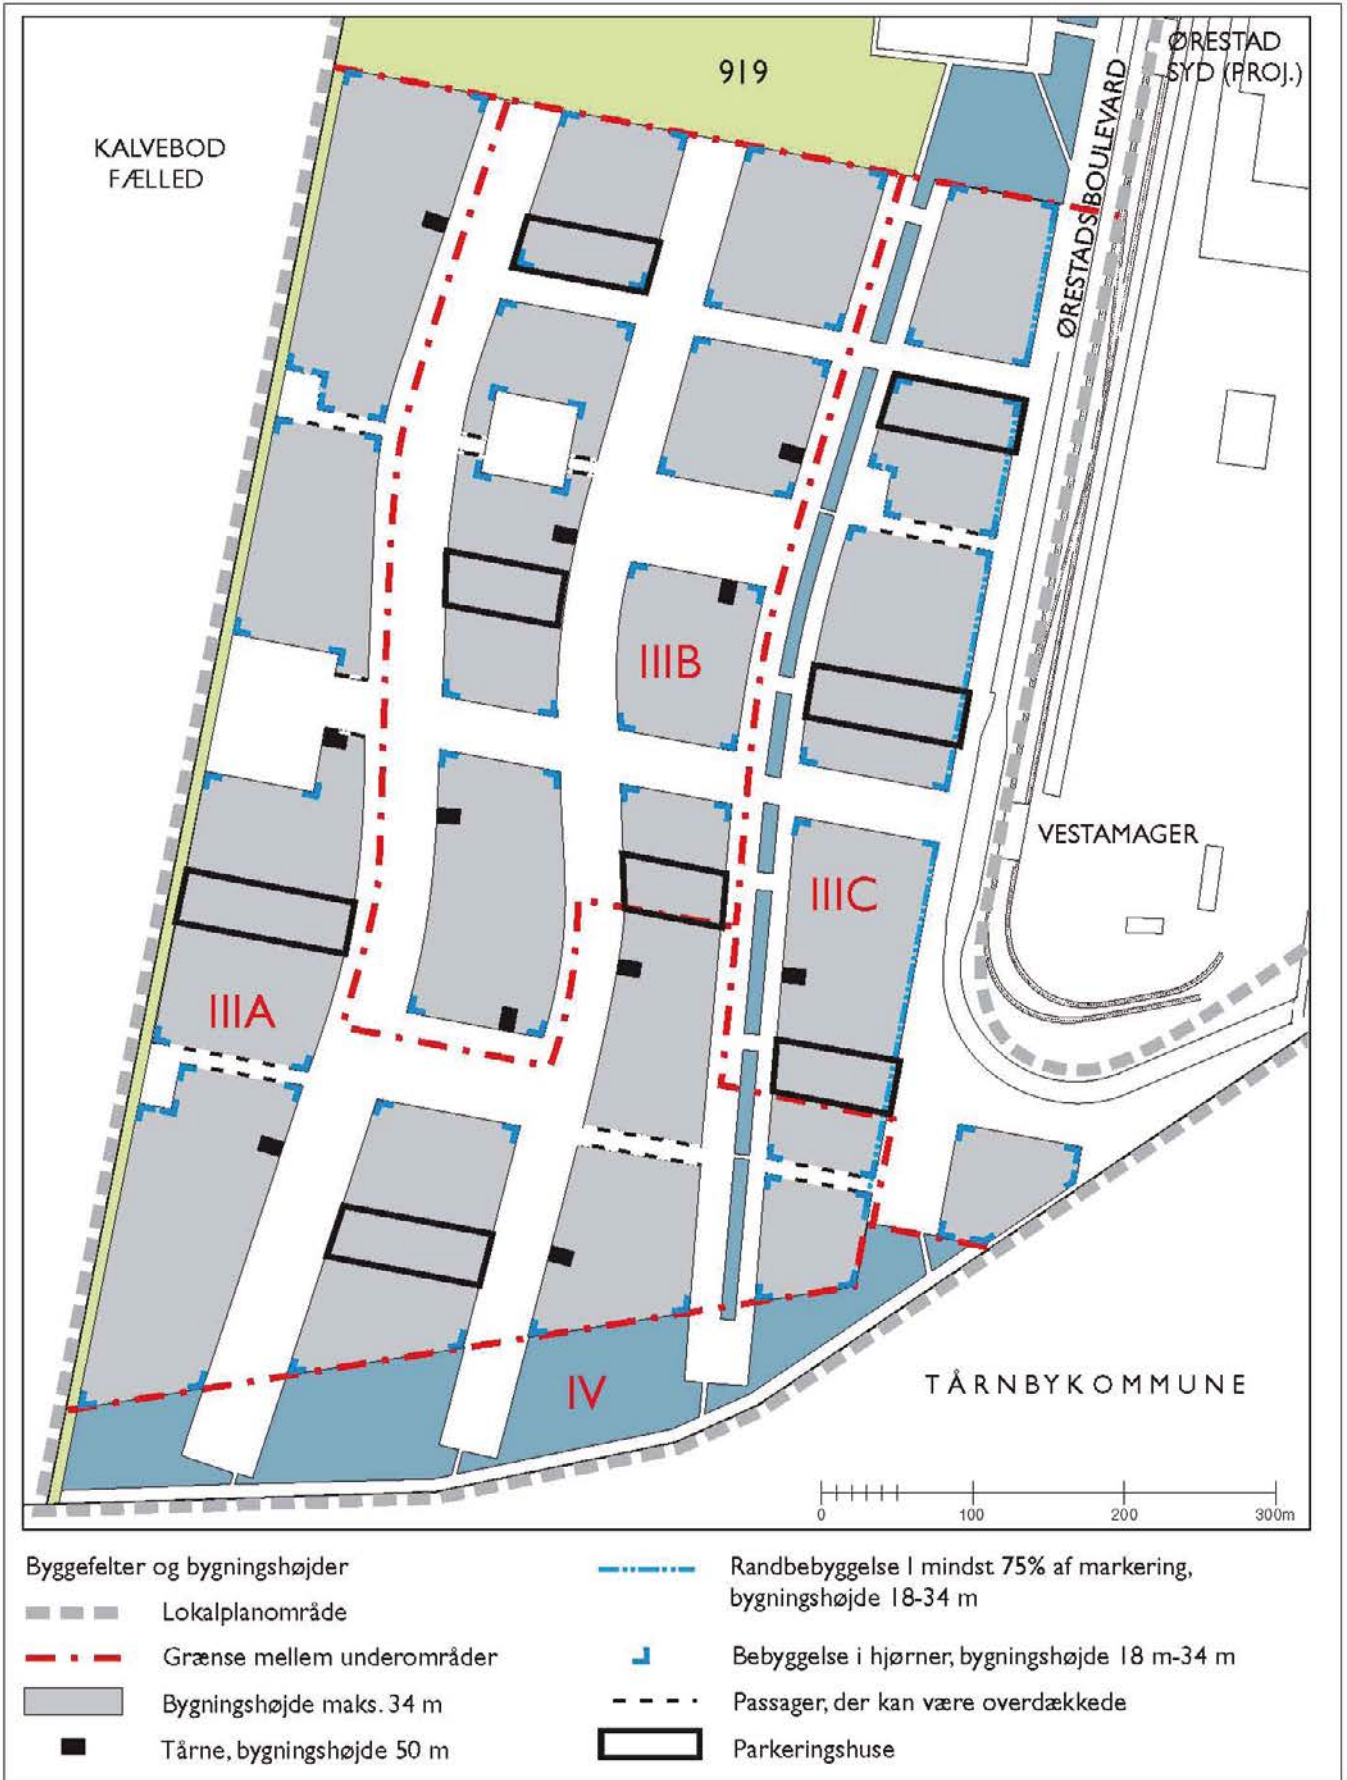 919
ØRESTAD
SYD (PROJ.)
KALVEBOD
FÆLLED
ØRESTADS BOULEVARD
IIIB
VESTAMAGER
IIIC
IIIA
IV
TÅRNBYKOMMUNE
0 100 200 300m
Byggefelter og bygningshøjder
Lokalplanområde
Grænse mellem underområder
Bygningshøjde maks. 34 m
Tårne, bygningshøjde 50 m
Randbebyggelse I mindst 75% af markering,
bygningshøjde 18-34 m
Bebyggelse i hjørner, bygningshøjde 18 m-34 m
Passager, der kan være overdækkede
Parkeringshuse